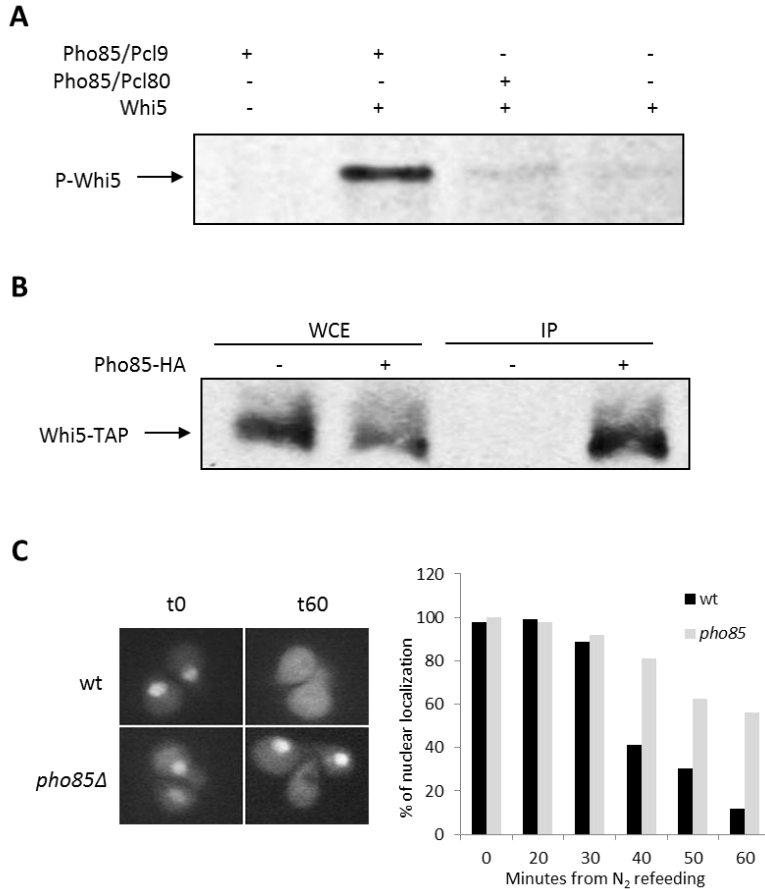 A
Pho85/Pcl9 + + - -
Pho85/Pcl80 - - + -
Whi5 - + + +
P-Whi5
B
WCE IP
Pho85-HA - + - +
Whi5-TAP
C
t0 t60
wt
pho85Δ
120
100
80
60
40
20
0
% of nuclear localization
wt
pho85
0 20 30 40 50 60
Minutes from N₂ refeeding